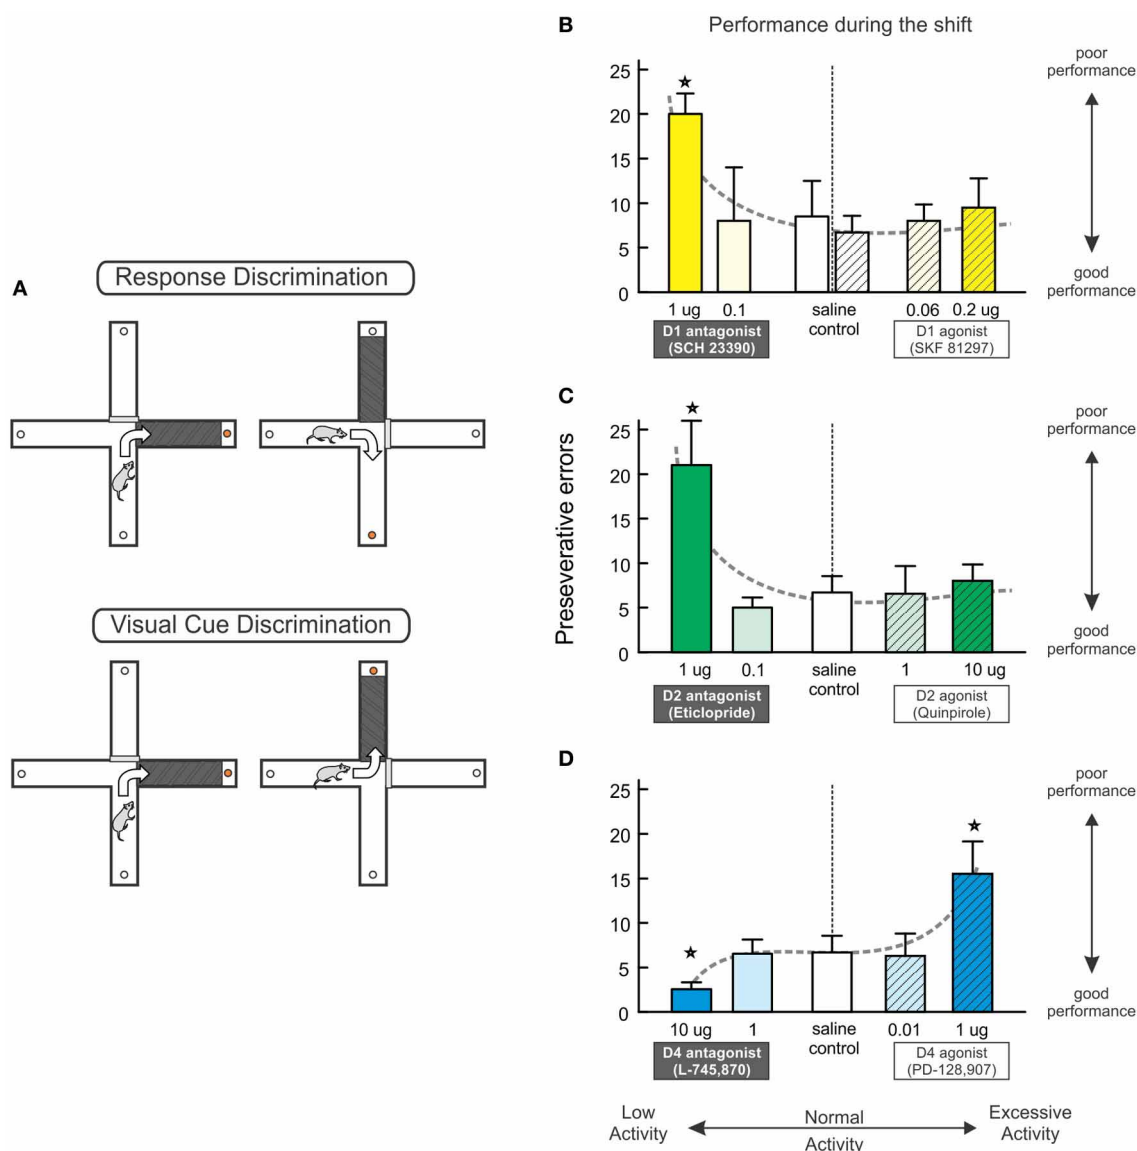 A
Response Discrimination
Visual Cue Discrimination
B
Performance during the shift
25
20
15
10
5
0
1 ug
0.1
saline
control
0.06
0.2 ug
D1 antagonist
(SCH 23390)
D1 agonist
(SKF 81297)
poor
performance
good
performance
C
Preseverative errors
25
20
15
10
5
0
1 ug
0.1
saline
control
1
10 ug
D2 antagonist
(Eticlopride)
D2 agonist
(Quinpirole)
poor
performance
good
performance
D
25
20
15
10
5
0
10 ug
1
saline
control
0.01
1 ug
D4 antagonist
(L-745,870)
D4 agonist
(PD-128,907)
poor
performance
good
performance
Low
Activity
Normal
Activity
Excessive
Activity